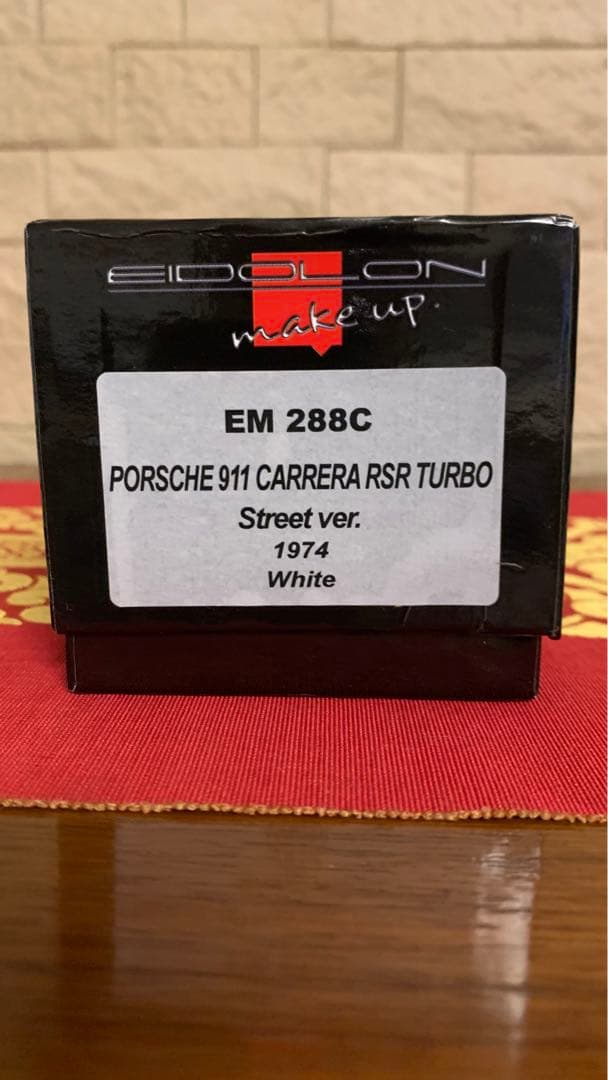 EIDOLON
make up.
EM 288C
PORSCHE 911 CARRERA RSR TURBO
Street ver.
1974
White